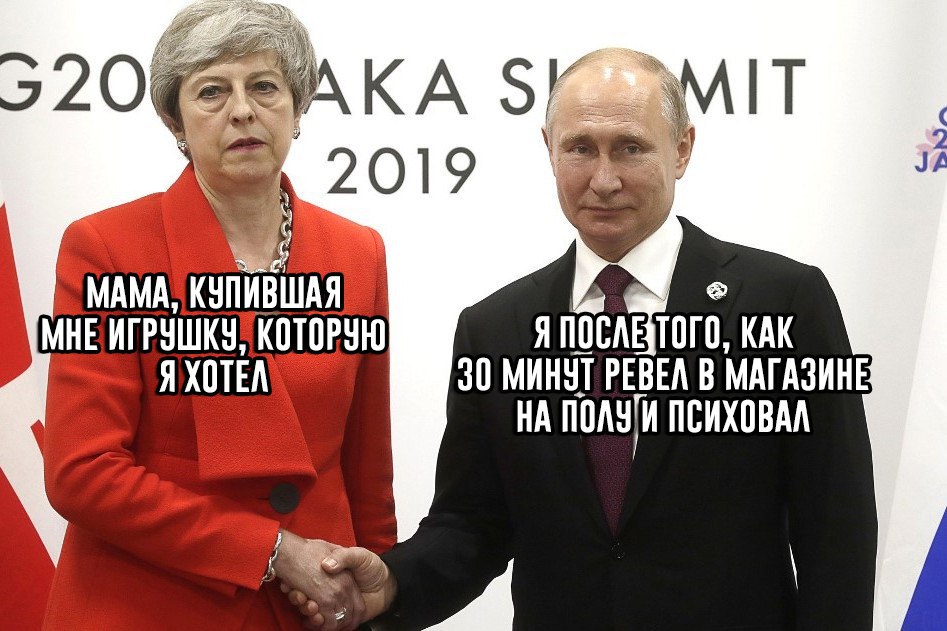 G20 AKA SUMMIT
2019
МАМА, КУПИВШАЯ
МНЕ ИГРУШКУ, КОТОРУЮ
Я ХОТЕЛ
Я ПОСЛЕ ТОГО, КАК
30 МИНУТ РЕВЕЛ В МАГАЗИНЕ
НА ПОЛУ И ПСИХОВАЛ